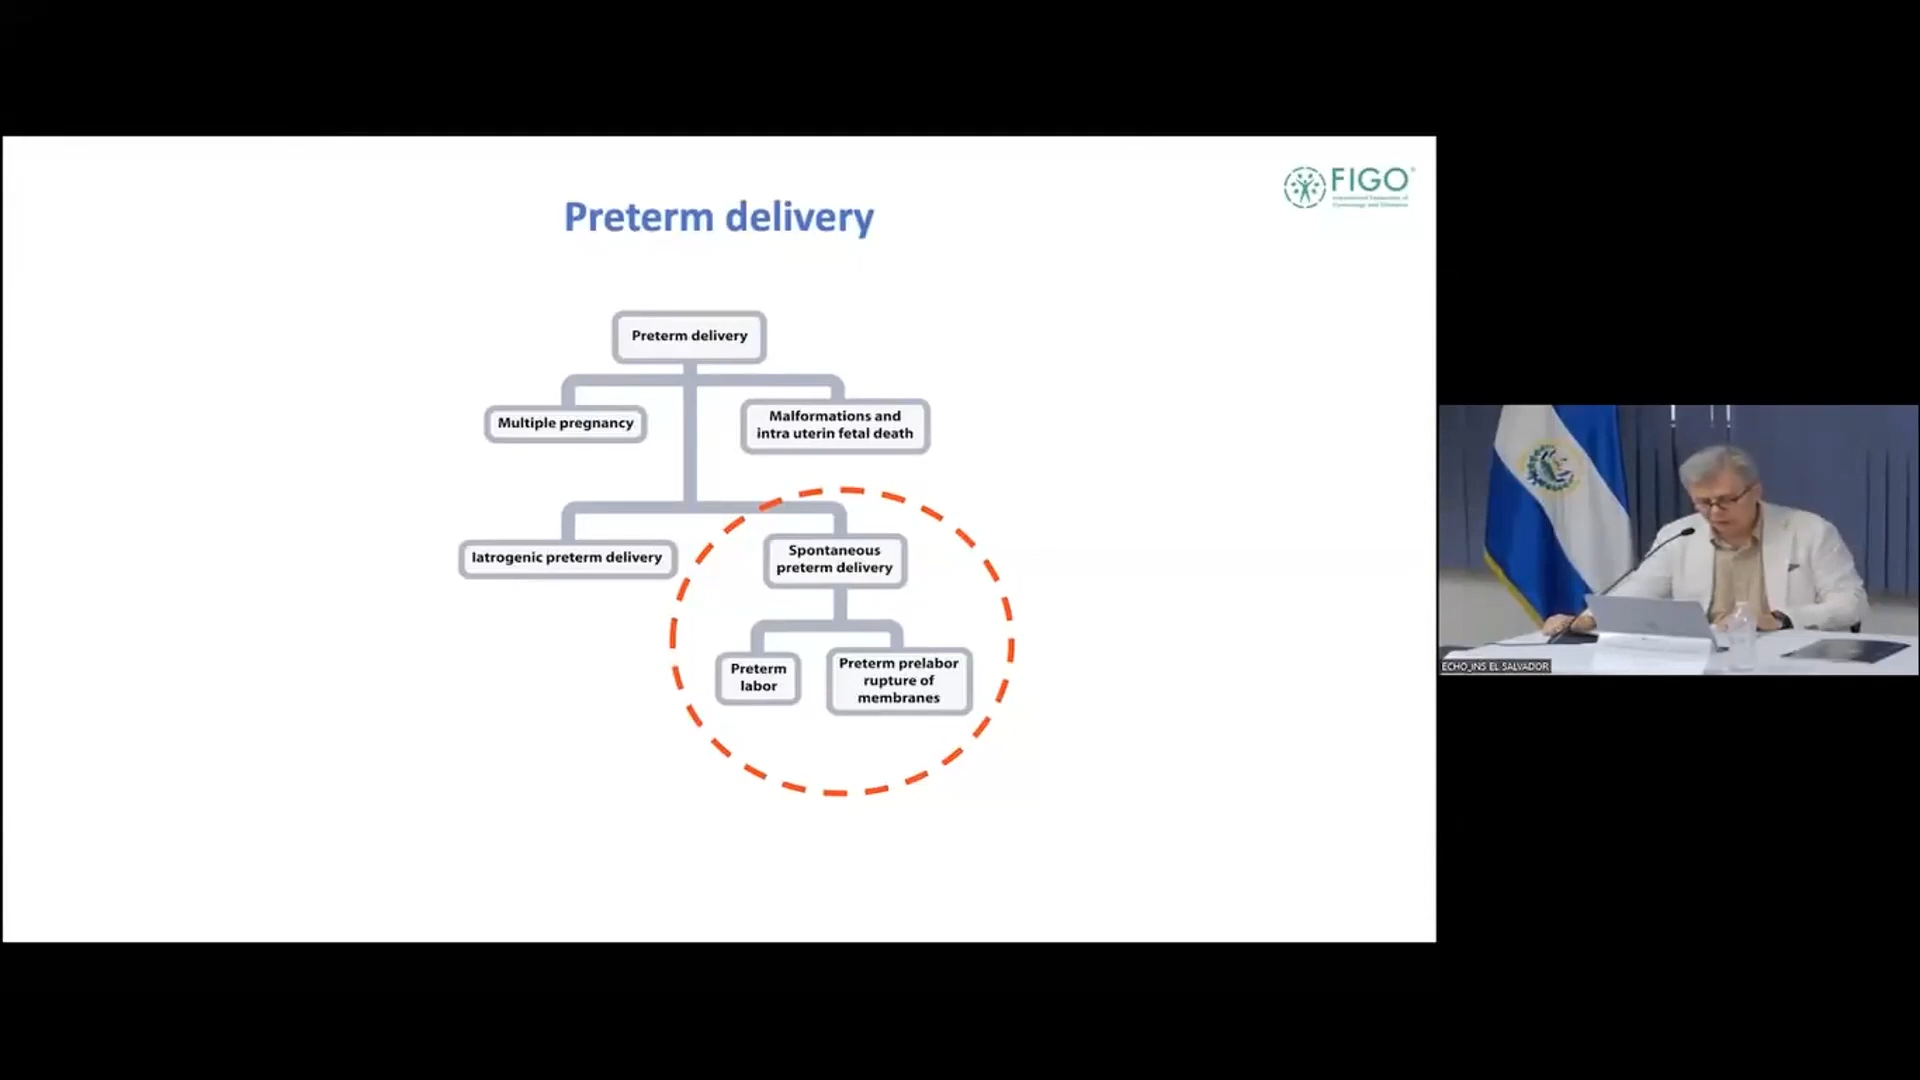 FIGO
Preterm delivery
Preterm delivery
Multiple pregnancy
Malformations and
intra uterin fetal death
Iatrogenic preterm delivery
Spontaneous
preterm delivery
Preterm
labor
Preterm prelabor
rupture of
membranes
ECHO_INS EL SALVADOR